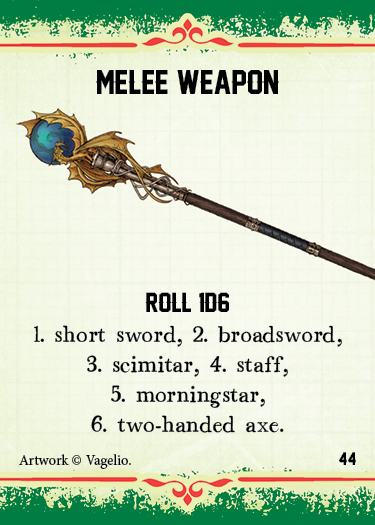 MELEE WEAPON
ROLL 1D6
1. short sword, 2. broadsword,
3. scimitar, 4. staff,
5. morningstar,
6. two-handed axe.
Artwork © Vagelio.
44